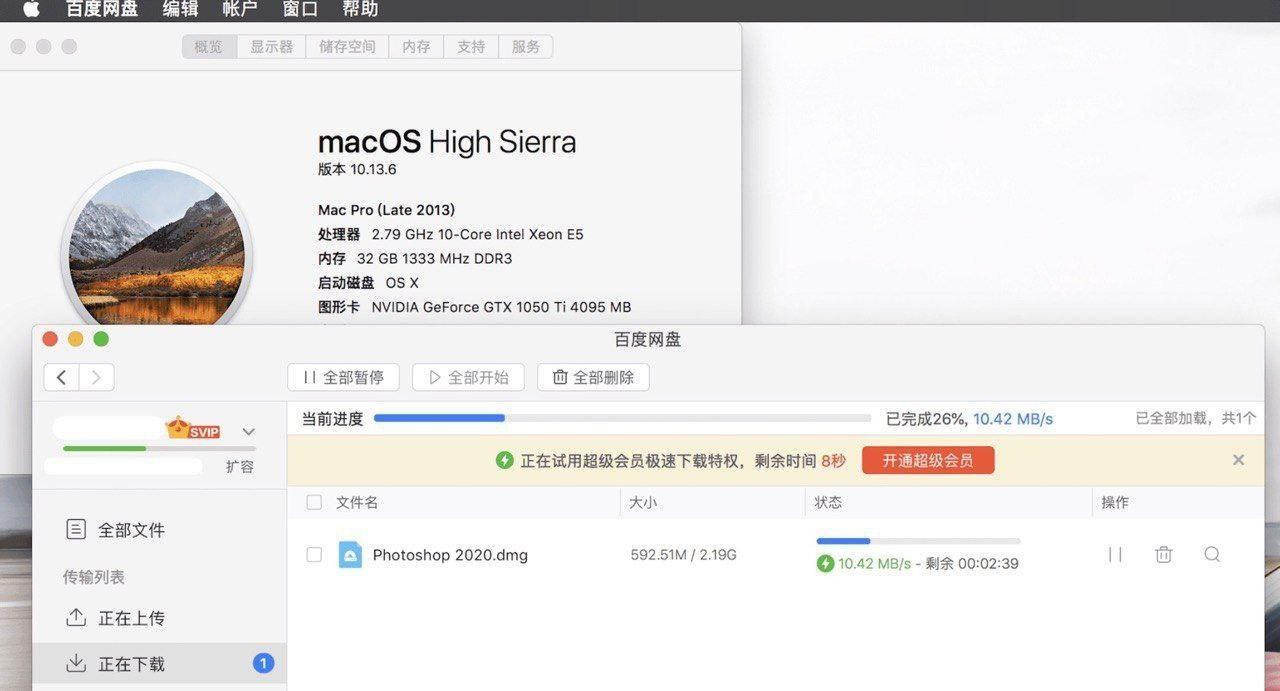 百度网盘 编辑 帐户 窗口 帮助
概览 显示器 储存空间 内存 支持 服务
macOS High Sierra
版本 10.13.6
Mac Pro (Late 2013)
处理器 2.79 GHz 10-Core Intel Xeon E5
内存 32 GB 1333 MHz DDR3
启动磁盘 OS X
图形卡 NVIDIA GeForce GTX 1050 Ti 4095 MB
百度网盘
全部暂停 全部开始 全部删除
SVIP
扩容
当前进度 已完成26%, 10.42 MB/s 已全部加载，共1个
正在试用超级会员极速下载特权，剩余时间 8秒 开通超级会员
文件名 大小 状态 操作
Photoshop 2020.dmg 592.51M / 2.19G 10.42 MB/s - 剩余 00:02:39
全部文件
传输列表
正在上传
正在下载 1